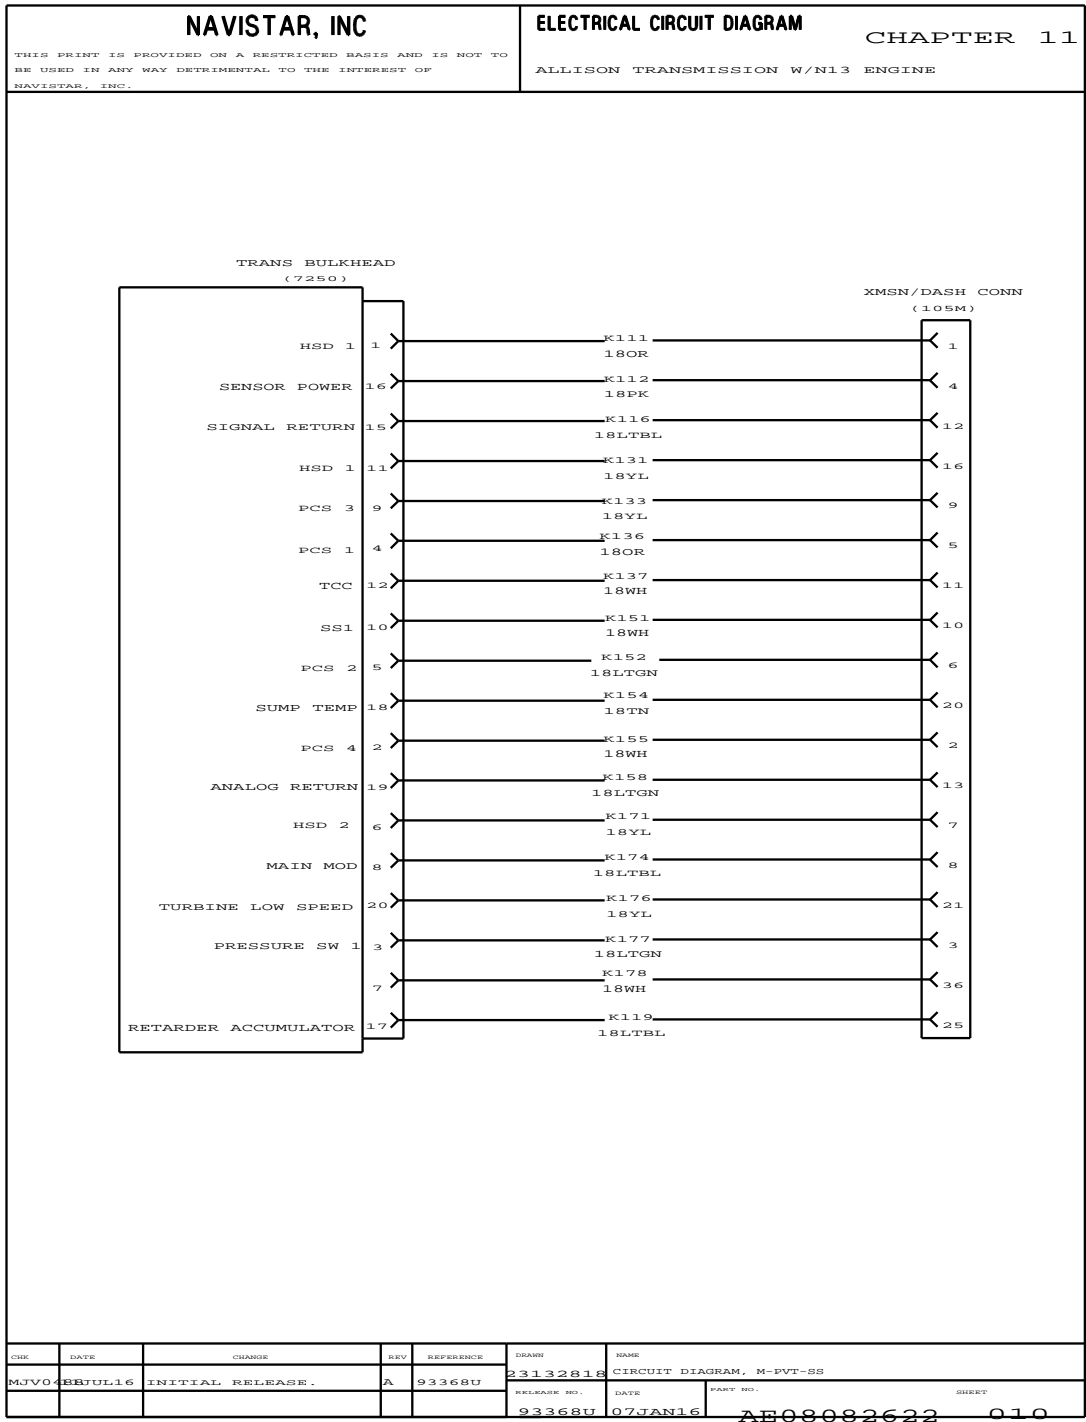 NAVISTAR, INC
THIS PRINT IS PROVIDED ON A RESTRICTED BASIS AND IS NOT TO
BE USED IN ANY WAY DETRIMENTAL TO THE INTEREST OF
NAVISTAR, INC.
ELECTRICAL CIRCUIT DIAGRAM
CHAPTER 11
ALLISON TRANSMISSION W/N13 ENGINE
TRANS BULKHEAD
(7250)
XMSN/DASH CONN
(105M)
HSD 1 1 K111 1
18OR
SENSOR POWER 16 K112 4
18PK
SIGNAL RETURN 15 K116 12
18LTBL
HSD 1 11 K131 16
18YL
PCS 3 9 K133 9
18YL
PCS 1 4 K136 5
18OR
TCC 12 K137 11
18WH
SS1 10 K151 10
18WH
PCS 2 5 K152 6
18LTGN
SUMP TEMP 18 K154 20
18TN
PCS 4 2 K155 2
18WH
ANALOG RETURN 19 K158 13
18LTGN
HSD 2 6 K171 7
18YL
MAIN MOD 8 K174 8
18LTBL
TURBINE LOW SPEED 20 K176 21
18YL
PRESSURE SW 1 3 K177 3
18LTGN
7 K178 36
18WH
RETARDER ACCUMULATOR 17 K119 25
18LTBL
CHK DATE CHANGE REV REFERENCE DRAWN NAME
INITIAL RELEASE. A 93368U 23132818 CIRCUIT DIAGRAM, M-PVT-SS
RELEASE NO. DATE PART NO. SHEET
93368U 07JAN16 AE08082622 010